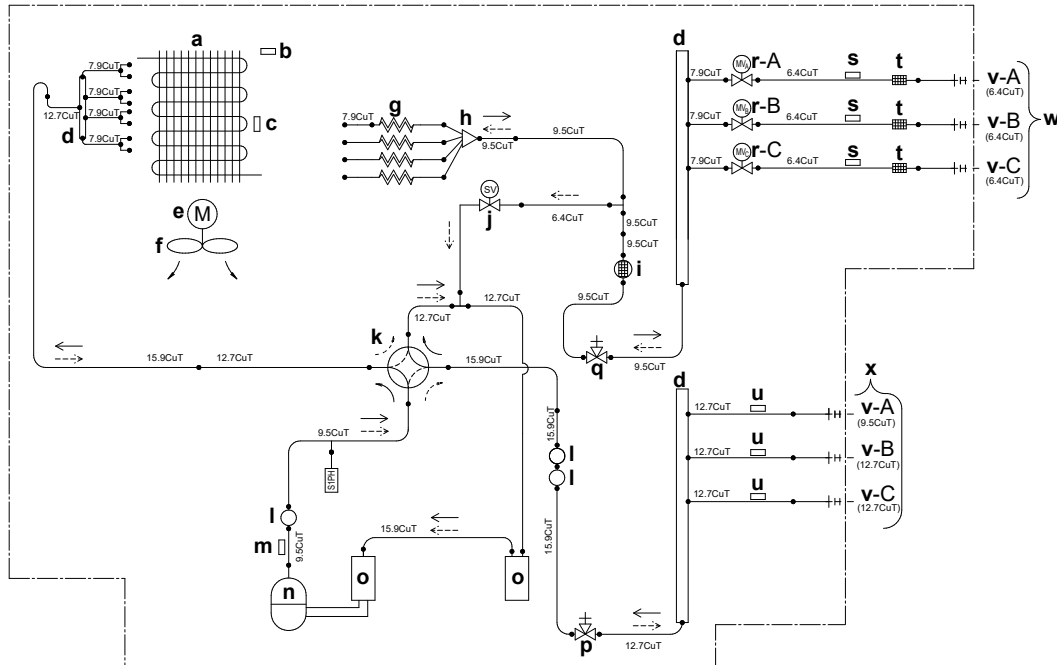 a
b
c
d
7.9CuT
7.9CuT
7.9CuT
7.9CuT
12.7CuT
e
M
f
g
7.9CuT
h
9.5CuT
9.5CuT
SV
j
6.4CuT
9.5CuT
9.5CuT
i
9.5CuT
q
9.5CuT
d
7.9CuT
MVA
r-A
6.4CuT
s
t
v-A
(6.4CuT)
7.9CuT
MVB
r-B
6.4CuT
s
t
v-B
(6.4CuT)
w
7.9CuT
MVC
r-C
6.4CuT
s
t
v-C
(6.4CuT)
k
12.7CuT
12.7CuT
15.9CuT
12.7CuT
15.9CuT
9.5CuT
S1PH
l
m
9.5CuT
n
15.9CuT
o
o
15.9CuT
l
l
15.9CuT
p
12.7CuT
d
x
12.7CuT
u
v-A
(9.5CuT)
12.7CuT
u
v-B
(12.7CuT)
12.7CuT
u
v-C
(12.7CuT)